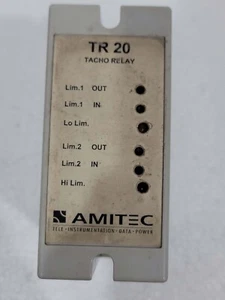 TR 20
TACHO RELAY
Lim.1 OUT
Lim.1 IN
Lo Lim.
Lim.2 OUT
Lim.2 IN
Hi Lim.
AMITEC
TELE - INSTRUMENTATION - DATA - POWER